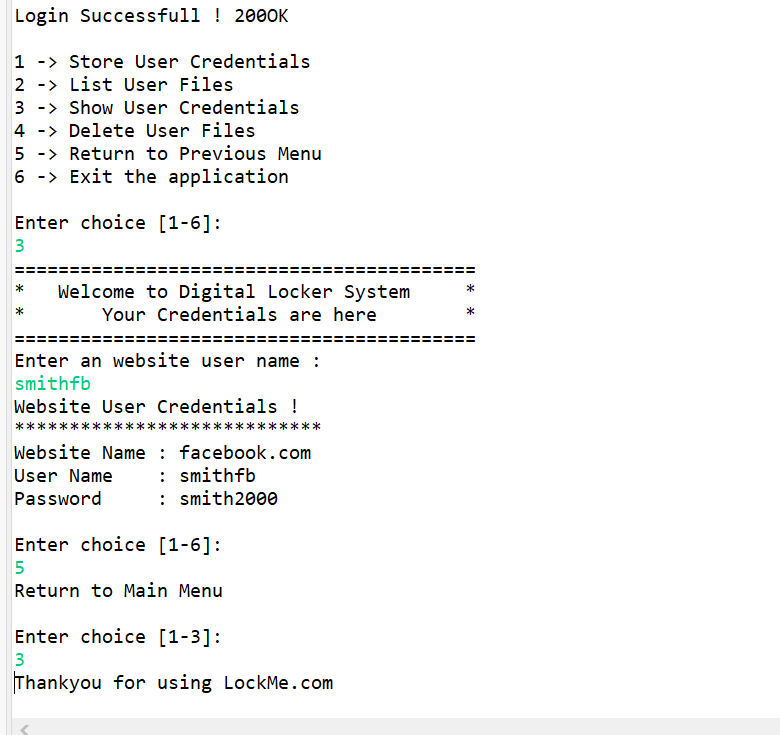 Login Successfull ! 200OK
1 -> Store User Credentials
2 -> List User Files
3 -> Show User Credentials
4 -> Delete User Files
5 -> Return to Previous Menu
6 -> Exit the application
Enter choice [1-6]:
3
==========================================
*   Welcome to Digital Locker System     *
*       Your Credentials are here        *
==========================================
Enter an website user name :
smithfb
Website User Credentials !
****************************
Website Name : facebook.com
User Name    : smithfb
Password     : smith2000
Enter choice [1-6]:
5
Return to Main Menu
Enter choice [1-3]:
3
Thankyou for using LockMe.com